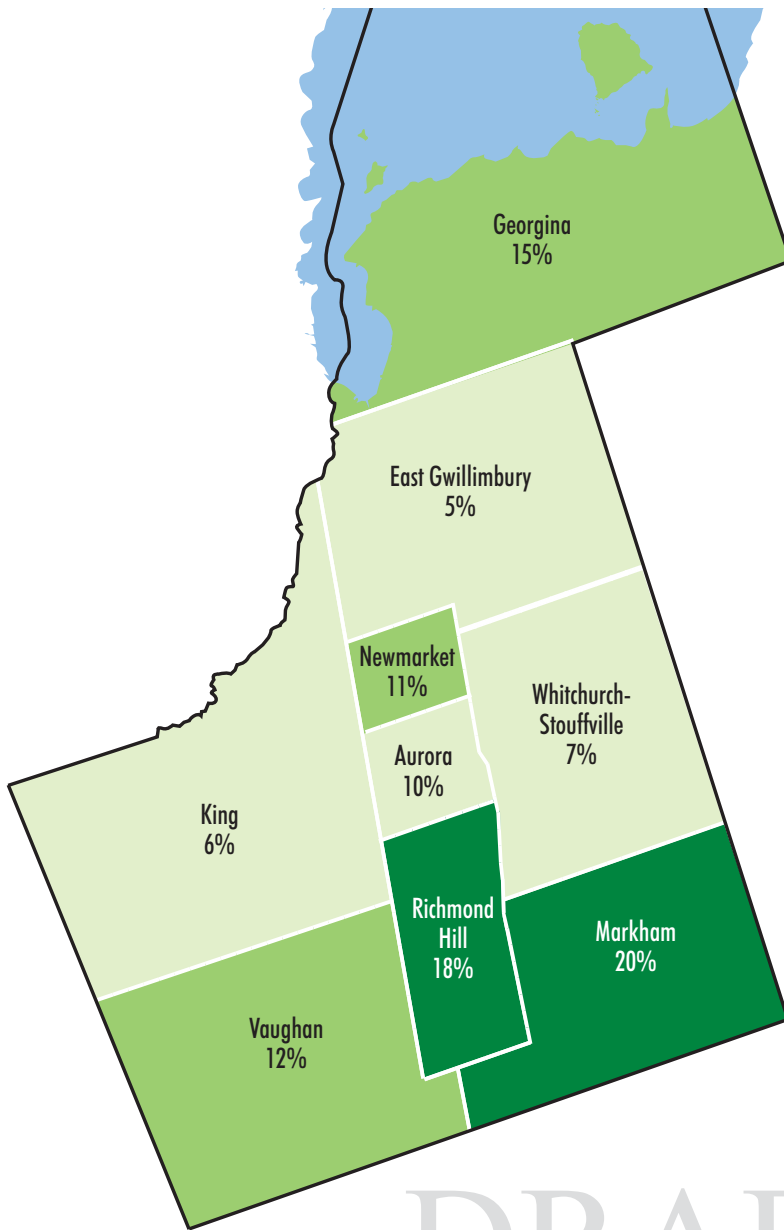 Georgina
15%
East Gwillimbury
5%
Newmarket
11%
Whitchurch-
Stouffville
7%
Aurora
10%
King
6%
Richmond
Hill
18%
Markham
20%
Vaughan
12%